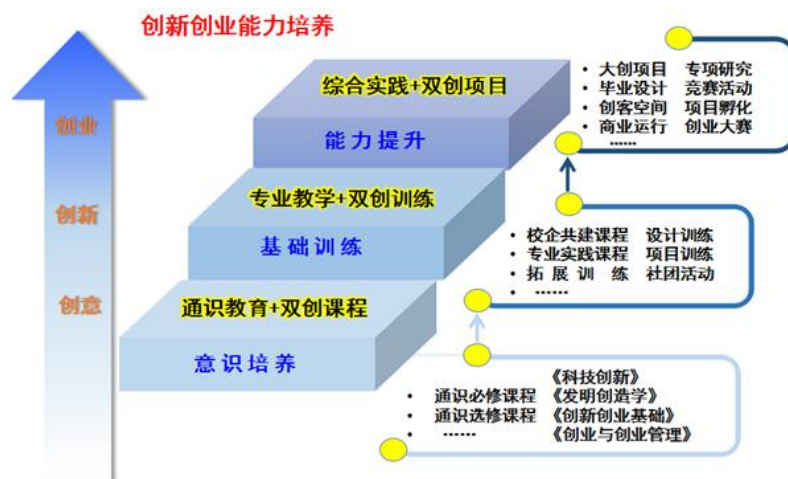 创新创业能力培养
创业
创新
创意
综合实践+双创项目
能力提升
专业教学+双创训练
基础训练
通识教育+双创课程
意识培养
• 大创项目 专项研究
• 毕业设计 竞赛活动
• 创客空间 项目孵化
• 商业运行 创业大赛
……
• 校企共建课程 设计训练
• 专业实践课程 项目训练
• 拓展训练 社团活动
• ……
《科技创新》
• 通识必修课程 《发明创造学》
• 通识选修课程 《创新创业基础》
• …… 《创业与创业管理》